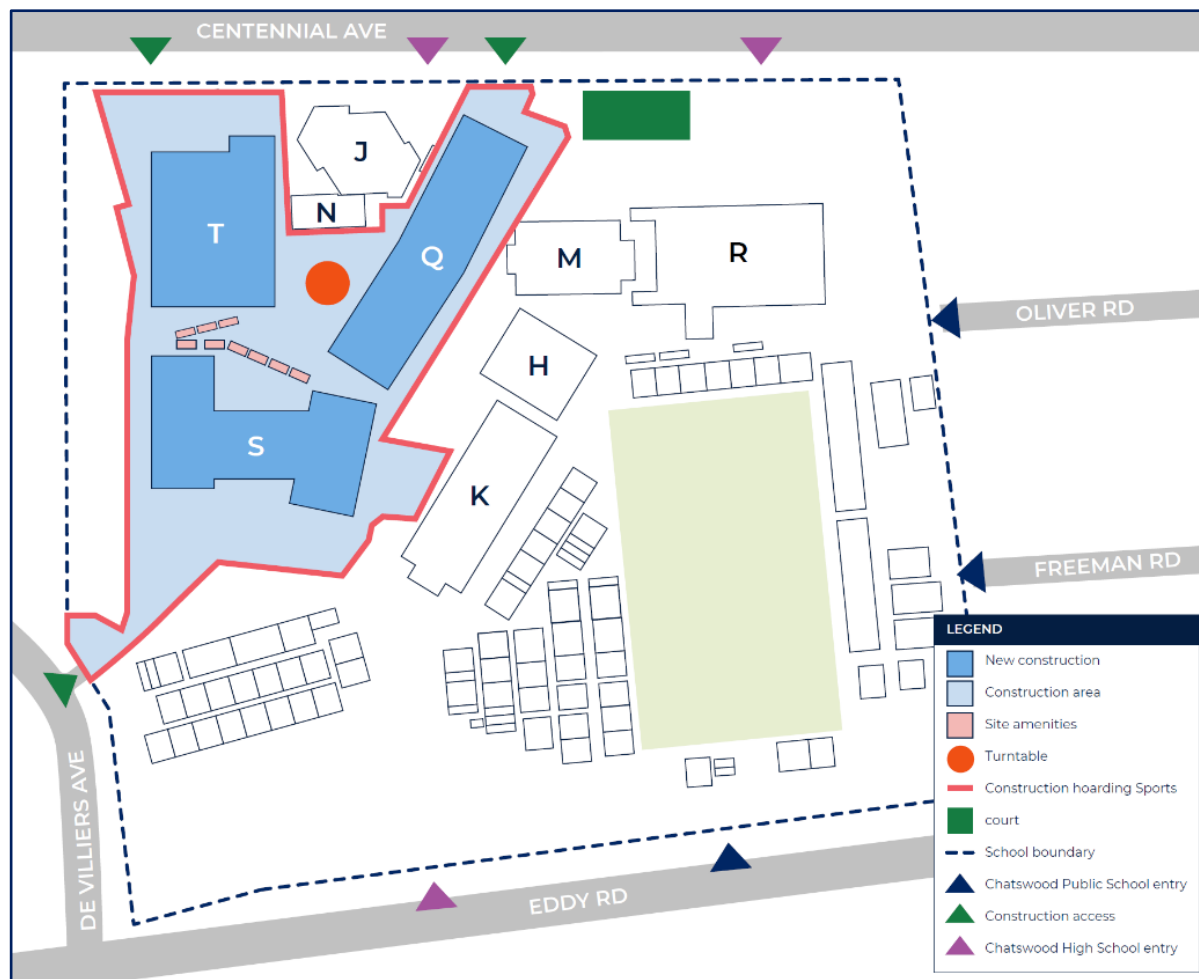 CENTENNIAL AVE
J
T
N
Q
M
R
OLIVER RD
H
S
K
FREEMAN RD
DE VILLIERS AVE
EDDY RD
LEGEND
New construction
Construction area
Site amenities
Turntable
Construction hoarding Sports
court
School boundary
Chatswood Public School entry
Construction access
Chatswood High School entry